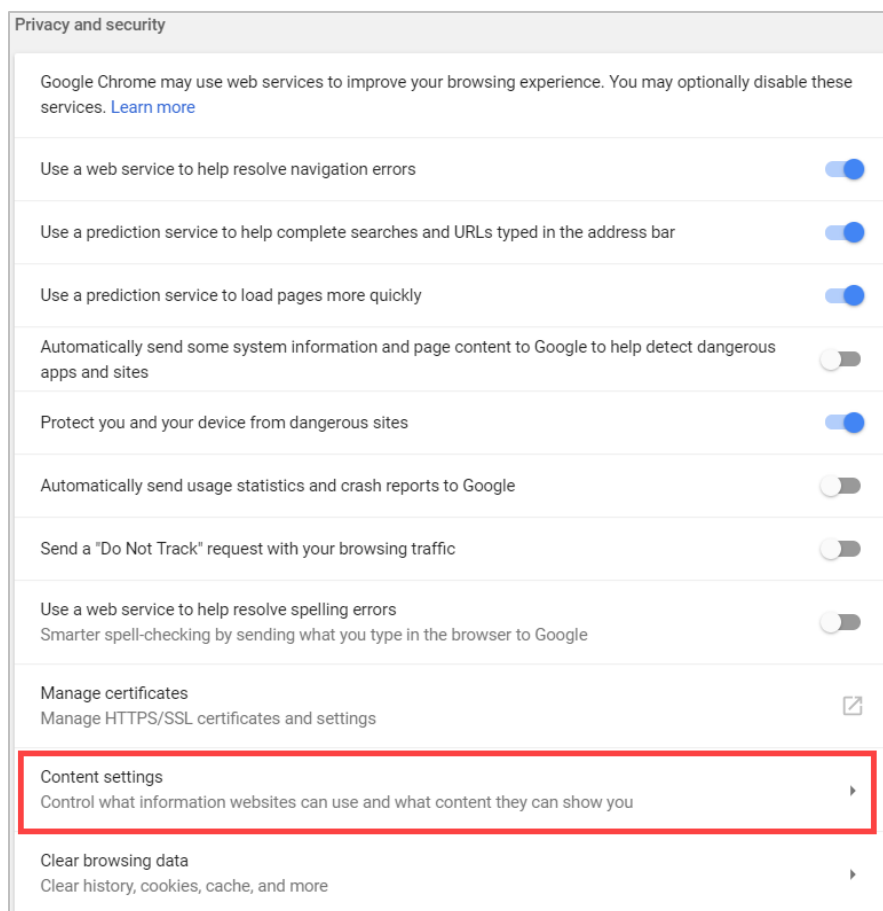 Privacy and security
Google Chrome may use web services to improve your browsing experience. You may optionally disable these
services. Learn more
Use a web service to help resolve navigation errors
Use a prediction service to help complete searches and URLs typed in the address bar
Use a prediction service to load pages more quickly
Automatically send some system information and page content to Google to help detect dangerous
apps and sites
Protect you and your device from dangerous sites
Automatically send usage statistics and crash reports to Google
Send a "Do Not Track" request with your browsing traffic
Use a web service to help resolve spelling errors
Smarter spell-checking by sending what you type in the browser to Google
Manage certificates
Manage HTTPS/SSL certificates and settings
Content settings
Control what information websites can use and what content they can show you
Clear browsing data
Clear history, cookies, cache, and more